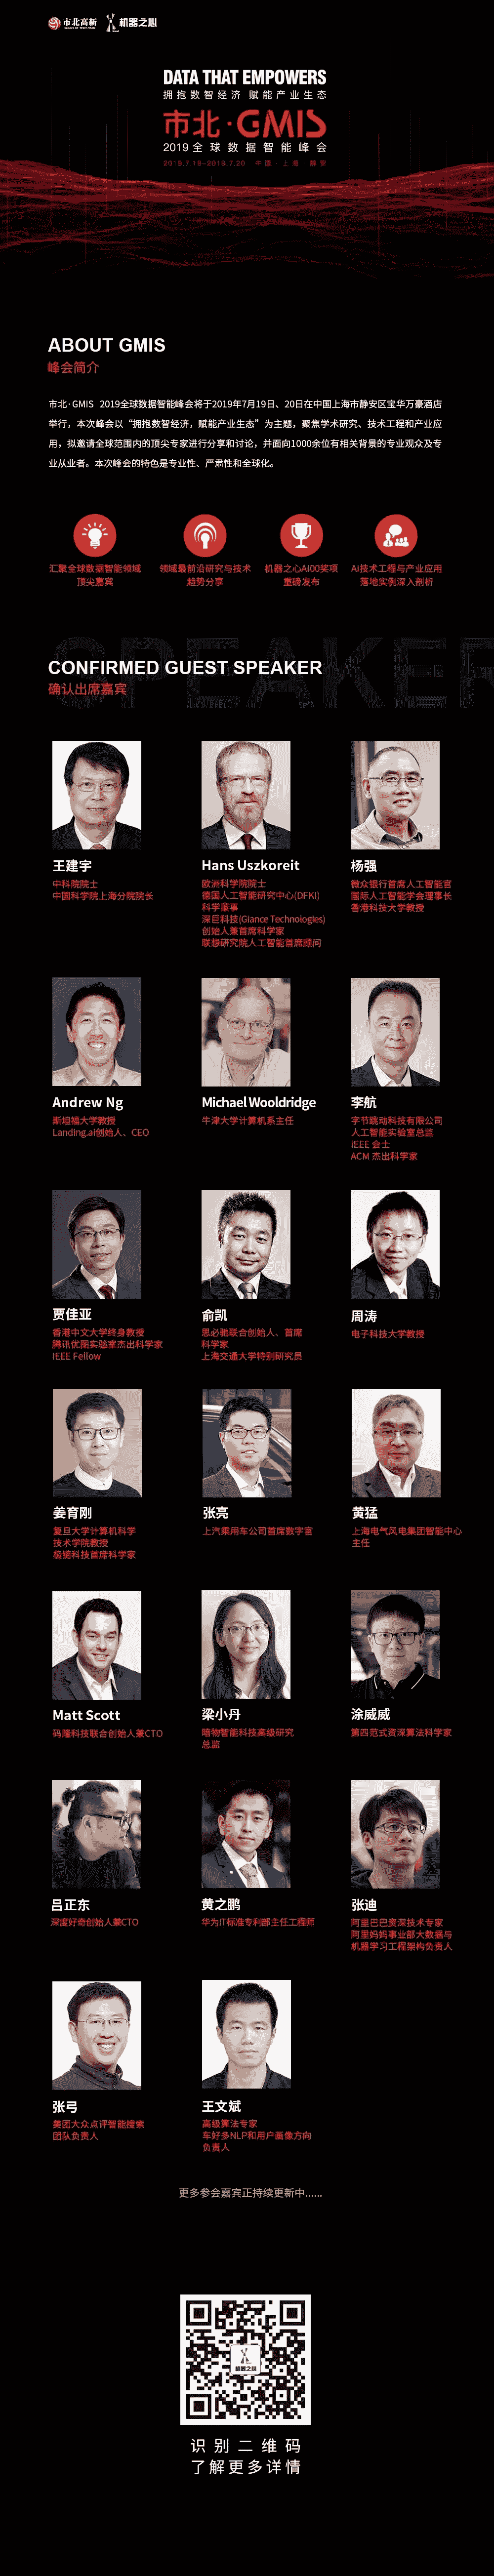 市北高新 机器之心
DATA THAT EMPOWERS
拥抱数智经济 赋能产业生态
市北·GMIS
2019全球数据智能峰会
2019.7.19-2019.7.20 中国·上海·静安
ABOUT GMIS
峰会简介
市北·GMIS 2019全球数据智能峰会将于2019年7月19日、20日在中国上海市静安区宝华万豪酒店
举行，本次峰会以“拥抱数智经济，赋能产业生态”为主题，聚焦学术研究、技术工程和产业应
用，拟邀请全球范围内的顶尖专家进行分享和讨论，并面向1000余位有相关背景的专业观众及专
业从业者。本次峰会的特色是专业性、严肃性和全球化。
汇聚全球数据智能领域
顶尖嘉宾
领域最前沿研究与技术
趋势分享
机器之心AI00奖项
重磅发布
AI技术工程与产业应用
落地实例深入剖析
SPEAKER
CONFIRMED GUEST SPEAKER
确认出席嘉宾
王建宇
中科院院士
中国科学院上海分院院长
Hans Uszkoreit
欧洲科学院院士
德国人工智能研究中心(DFKI)
科学董事
深巨科技(Giance Technologies)
创始人兼首席科学家
联想研究院人工智能首席顾问
杨强
微众银行首席人工智能官
国际人工智能学会理事长
香港科技大学教授
Andrew Ng
斯坦福大学教授
Landing.ai创始人、CEO
Michael Wooldridge
牛津大学计算机系主任
李航
字节跳动科技有限公司
人工智能实验室总监
IEEE 会士
ACM 杰出科学家
贾佳亚
香港中文大学终身教授
腾讯优图实验室杰出科学家
IEEE Fellow
俞凯
思必驰联合创始人、首席
科学家
上海交通大学特别研究员
周涛
电子科技大学教授
姜育刚
复旦大学计算机科学
技术学院教授
极链科技首席科学家
张亮
上汽乘用车公司首席数字官
黄猛
上海电气风电集团智能中心
主任
Matt Scott
码隆科技联合创始人兼CTO
梁小丹
暗物智能科技高级研究
总监
涂威威
第四范式资深算法科学家
吕正东
深度好奇创始人兼CTO
黄之鹏
华为IT标准专利部主任工程师
张迪
阿里巴巴资深技术专家
阿里妈妈事业部大数据与
机器学习工程架构负责人
张弓
美团大众点评智能搜索
团队负责人
王文斌
高级算法专家
车好多NLP和用户画像方向
负责人
更多参会嘉宾正持续更新中......
机器之心
识别二维码
了解更多详情